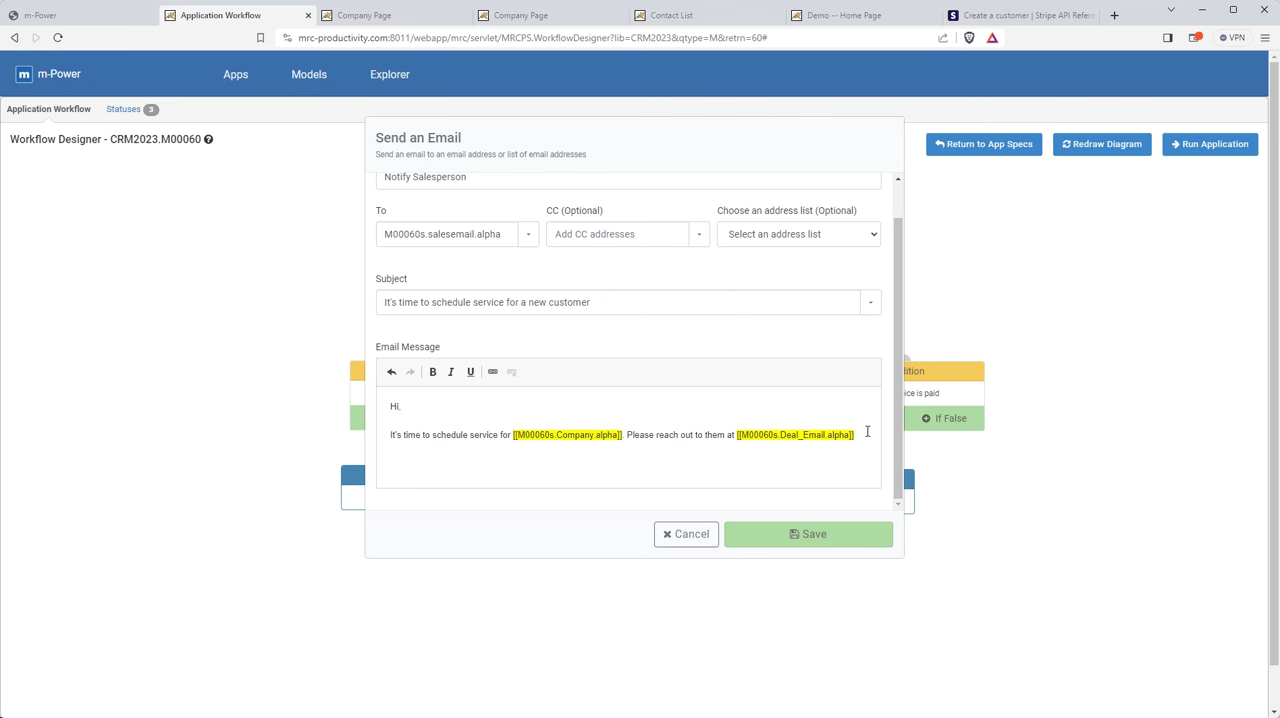 m-Power
Application Workflow
Company Page
Company Page
Contact List
Demo -- Home Page
Create a customer | Stripe API Refere
mrc-productivity.com:8011/webapp/mrc/servlet/MRCPS.WorkflowDesigner?lib=CRM2023&qtype=M&retrn=60#
VPN
m m-Power
Apps
Models
Explorer
Application Workflow
Statuses 3
Workflow Designer - CRM2023.M00060
Return to App Specs
Redraw Diagram
Run Application
Send an Email
Send an email to an email address or list of email addresses
Notify Salesperson
To
CC (Optional)
Choose an address list (Optional)
M00060s.salesemail.alpha
Add CC addresses
Select an address list
Subject
It's time to schedule service for a new customer
Email Message
B I U
Hi,
It's time to schedule service for [[M00060s.Company.alpha]]. Please reach out to them at [[M00060s.Deal_Email.alpha]]
dition
ice is paid
If False
Cancel
Save